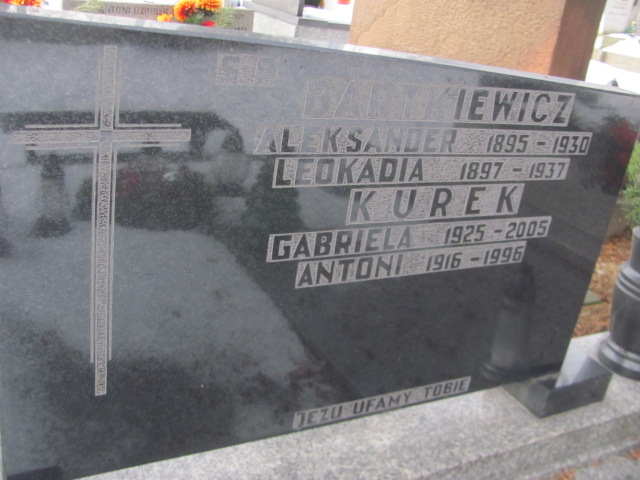 Ś.P.
BARTKIEWICZ
ALEKSANDER 1895 - 1930
LEOKADIA 1897 - 1937
KUREK
GABRIELA 1925 - 2005
ANTONI 1916 - 1996
JEZU UFAMY TOBIE